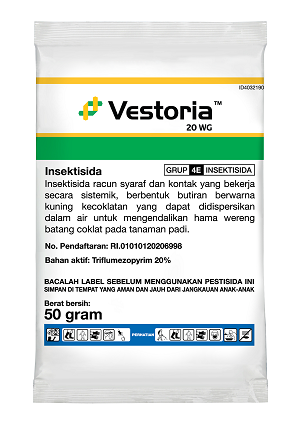 ID4032190
Vestoria™
20 WG
Insektisida
GRUP 4E INSEKTISIDA
Insektisida racun syaraf dan kontak yang bekerja
secara sistemik, berbentuk butiran berwarna
kuning kecoklatan yang dapat didispersikan
dalam air untuk mengendalikan hama wereng
batang coklat pada tanaman padi.
No. Pendaftaran: RI.01010120206998
Bahan aktif: Triflumezopyrim 20%
BACALAH LABEL SEBELUM MENGGUNAKAN PESTISIDA INI
SIMPAN DI TEMPAT YANG AMAN DAN JAUH DARI JANGKAUAN ANAK-ANAK
Berat bersih:
50 gram
PERHATIAN